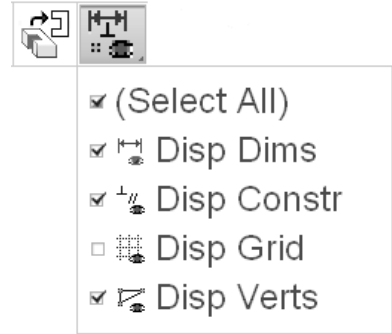 (Select All)
Disp Dims
Disp Constr
Disp Grid
Disp Verts